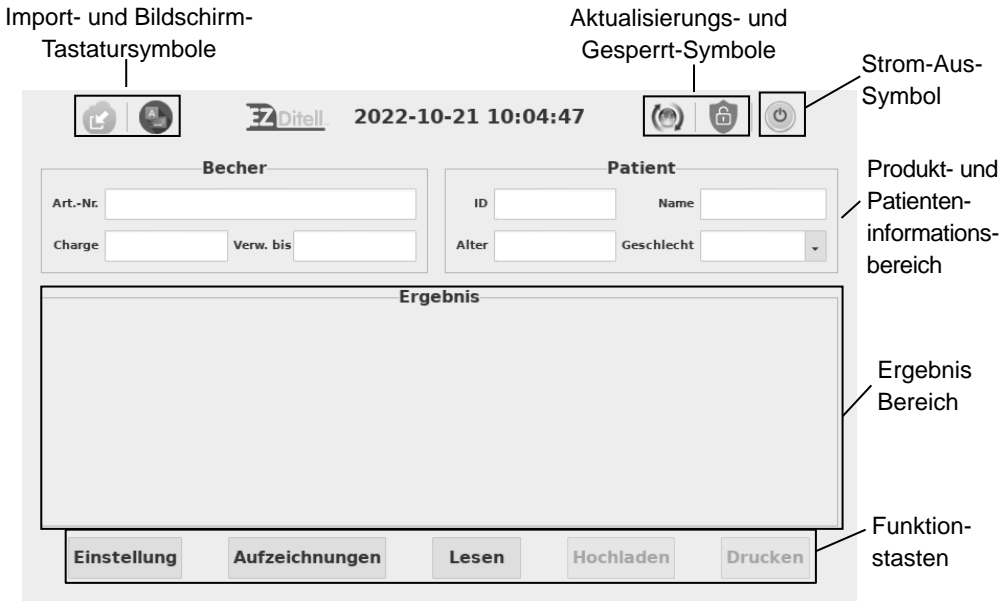 Import- und Bildschirm-
Tastatursymbole
Aktualisierungs- und
Gesperrt-Symbole
Strom-Aus-
Symbol
EZ Ditell
2022-10-21 10:04:47
Becher
Patient
Art.-Nr.
ID
Name
Charge
Verw. bis
Alter
Geschlecht
Produkt- und
Patienten-
informations-
bereich
Ergebnis
Ergebnis
Bereich
Einstellung
Aufzeichnungen
Lesen
Hochladen
Drucken
Funktion-
stasten